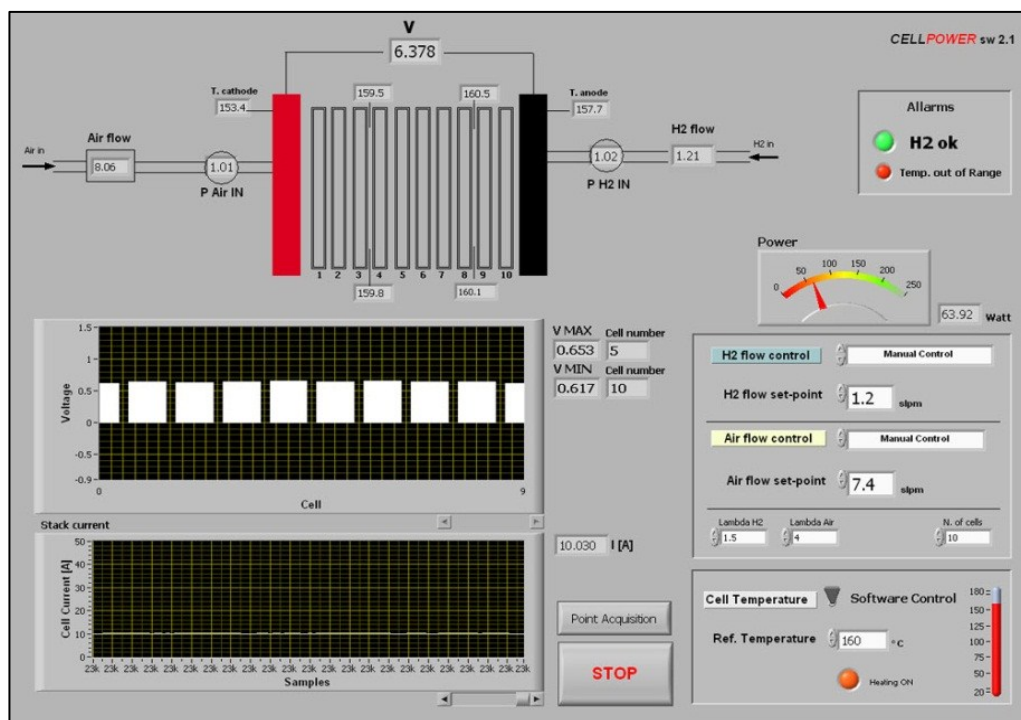 V
6.378
CELLPOWER sw 2.1
T. cathode
153.4
159.5
160.5
T. anode
157.7
Allarms
H2 ok
Temp. out of Range
Air in
Air flow
8.06
1.01
P Air IN
1.02
P H2 IN
H2 flow
1.21
H2 in
1 2 3 4 5 6 7 8 9 10
159.8
160.1
Power
0 50 100 150 200 250
63.92 Watt
1.5
1
0.5
0
-0.5
-0.9
Voltage
0 9
Cell
V MAX Cell number
0.653 5
V MIN Cell number
0.617 10
H2 flow control Manual Control
H2 flow set-point 1.2 slpm
Air flow control Manual Control
Air flow set-point 7.4 slpm
Lambda H2 Lambda Air N. of cells
1.5 4 10
Stack current
50
40
30
20
10
0
Cell Current [A]
23k 23k 23k 23k 23k 23k 23k 23k 23k 23k 23k 23k 23k 23k 23k 23k 23k 23k 23k 23k 23k
Samples
10.030 I [A]
Point Acquisition
STOP
Cell Temperature Software Control
Ref. Temperature 160 °C
Heating ON
180
150
125
100
75
50
20